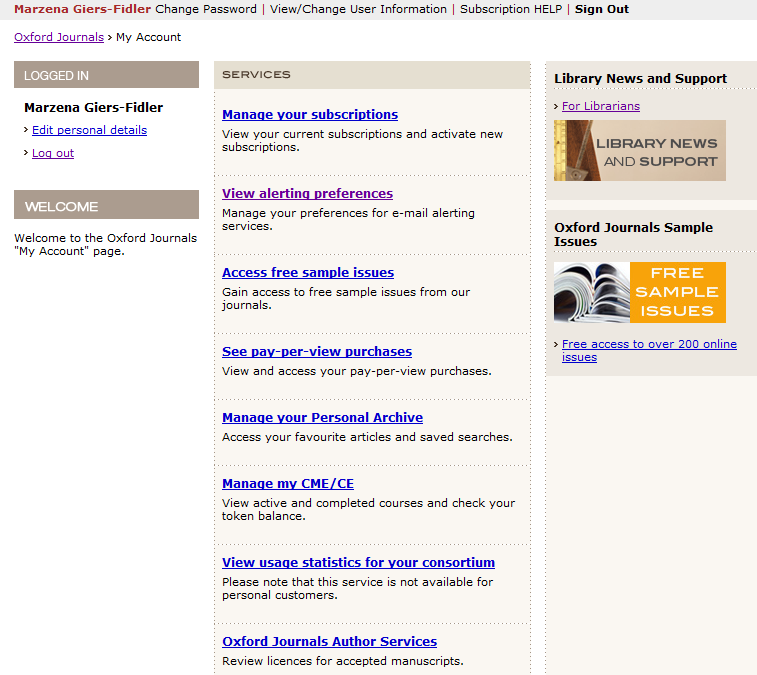 Marzena Giers-Fidler Change Password | View/Change User Information | Subscription HELP | Sign Out
Oxford Journals › My Account
LOGGED IN
Marzena Giers-Fidler
› Edit personal details
› Log out
WELCOME
Welcome to the Oxford Journals
"My Account" page.
SERVICES
Manage your subscriptions
View your current subscriptions and activate new
subscriptions.
View alerting preferences
Manage your preferences for e-mail alerting
services.
Access free sample issues
Gain access to free sample issues from our
journals.
See pay-per-view purchases
View and access your pay-per-view purchases.
Manage your Personal Archive
Access your favourite articles and saved searches.
Manage my CME/CE
View active and completed courses and check your
token balance.
View usage statistics for your consortium
Please note that this service is not available for
personal customers.
Oxford Journals Author Services
Review licences for accepted manuscripts.
Library News and Support
› For Librarians
LIBRARY NEWS
AND SUPPORT
Oxford Journals Sample
Issues
FREE
SAMPLE
ISSUES
› Free access to over 200 online
issues